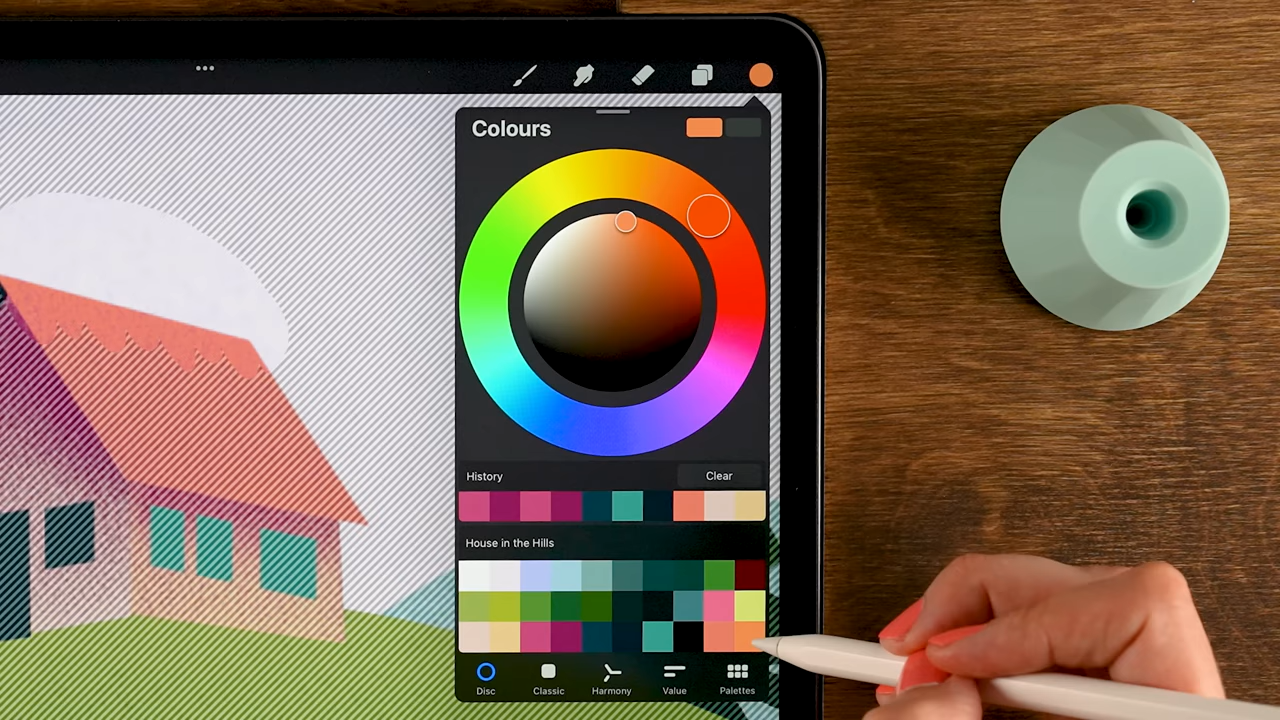 Colours
History
Clear
House in the Hills
Disc
Classic
Harmony
Value
Palettes